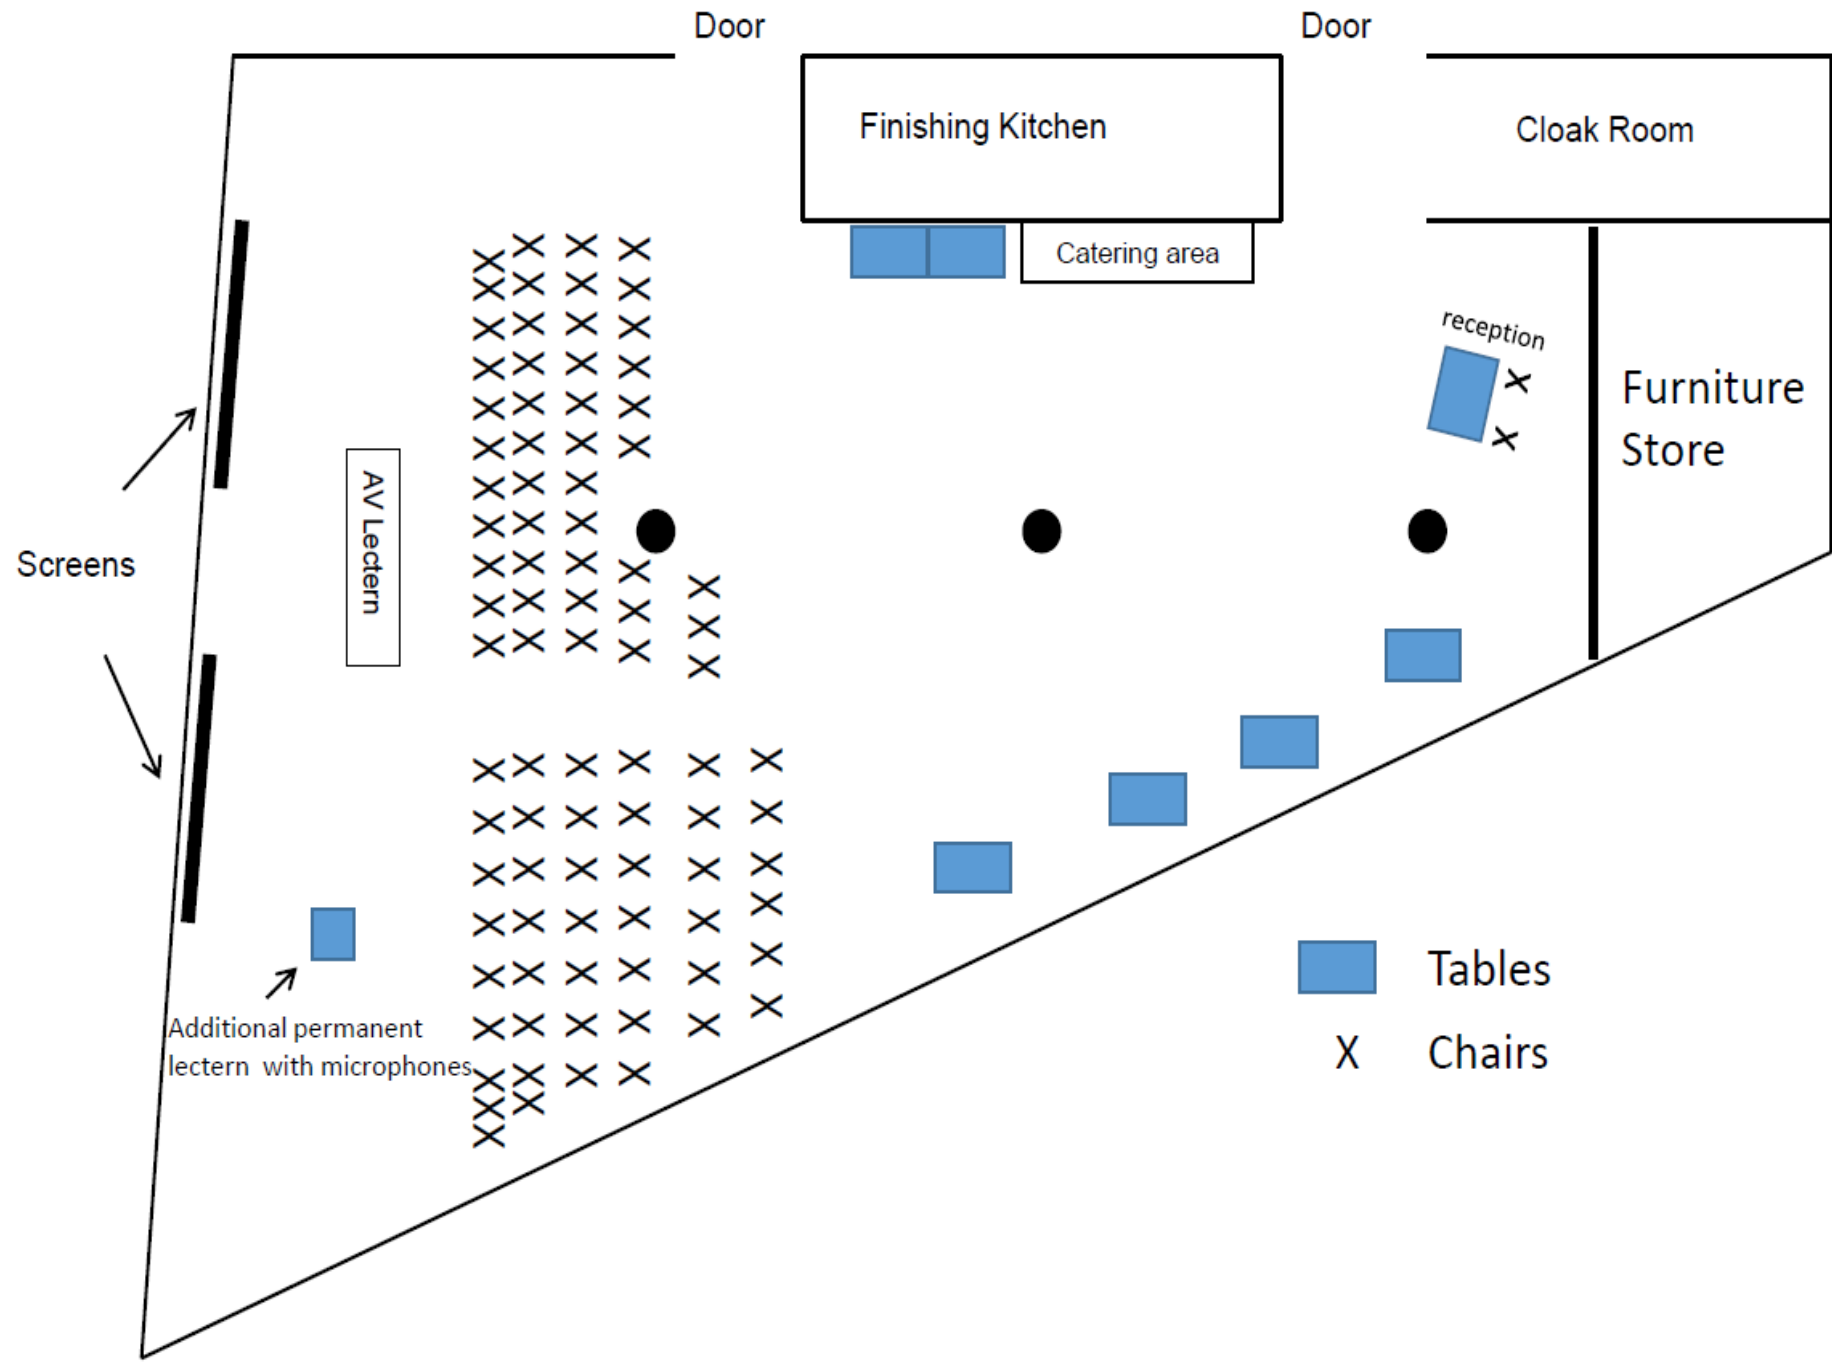 Door
Door
Finishing Kitchen
Cloak Room
Catering area
reception
Furniture
Store
AV Lectern
Screens
Additional permanent
lectern with microphones
Tables
X Chairs